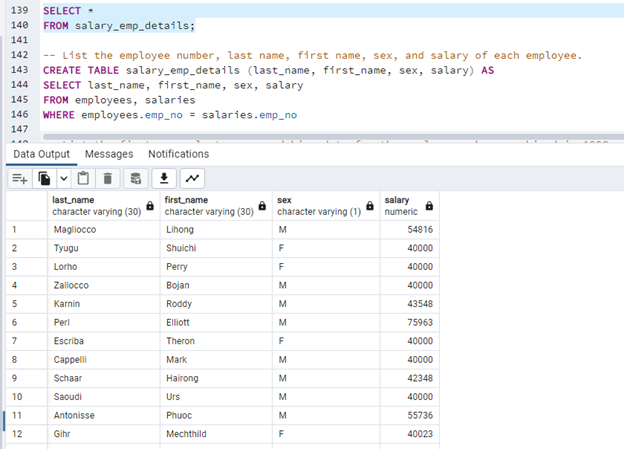 139 SELECT *
140 FROM salary_emp_details;
141
142 -- List the employee number, last name, first name, sex, and salary of each employee.
143 CREATE TABLE salary_emp_details (last_name, first_name, sex, salary) AS
144 SELECT last_name, first_name, sex, salary
145 FROM employees, salaries
146 WHERE employees.emp_no = salaries.emp_no
147
Data Output Messages Notifications
last_name first_name sex salary
character varying (30) character varying (30) character varying (1) numeric
1 Magliocco Lihong M 54816
2 Tyugu Shuichi F 40000
3 Lorho Perry F 40000
4 Zallocco Bojan M 40000
5 Karnin Roddy M 43548
6 Perl Elliott M 75963
7 Escriba Theron F 40000
8 Cappelli Mark M 40000
9 Schaar Hairong M 42348
10 Saoudi Urs M 40000
11 Antonisse Phuoc M 55736
12 Gihr Mechthild F 40023